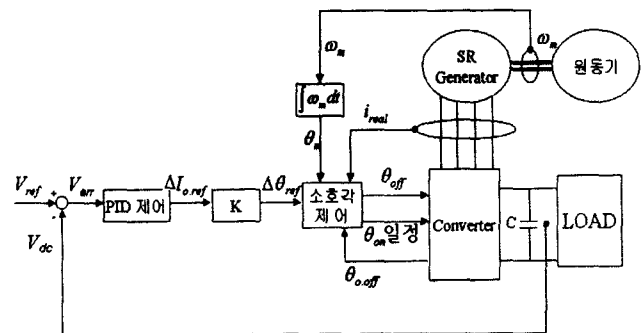 ω_m
SR
Generator
ω_m
원동기
∫ω_m dt
i_real
θ_m
V_ref
+
-
V_err
PID 제어
ΔI_o.ref
K
Δθ_ref
소호각
제어
θ_off
θ_on 일정
θ_o.off
Converter
C
LOAD
V_dc